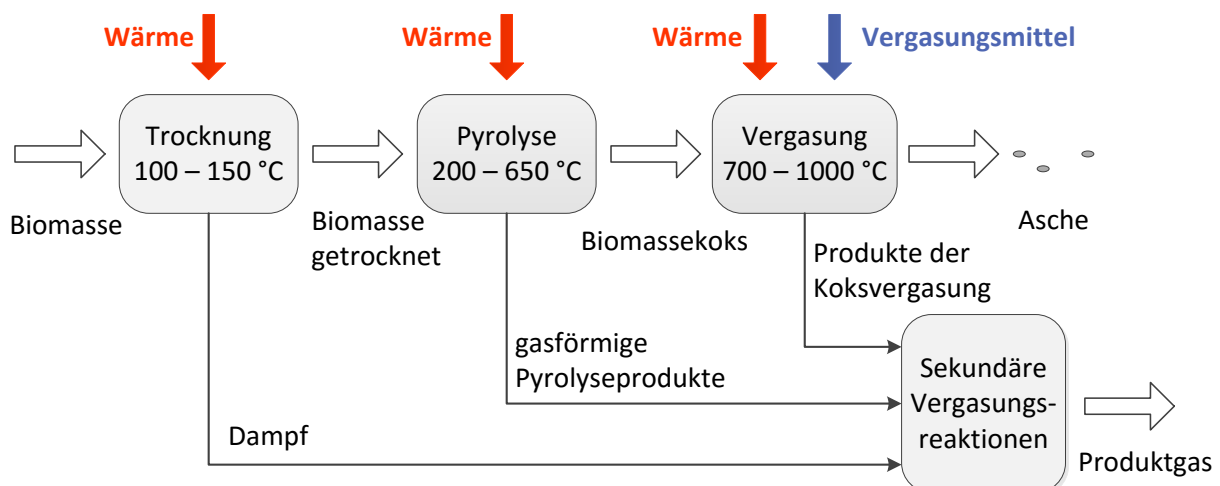 Wärme
Wärme
Wärme
Vergasungsmittel
Trocknung
100 – 150 °C
Pyrolyse
200 – 650 °C
Vergasung
700 – 1000 °C
Biomasse
Biomasse
getrocknet
Biomassekoks
Asche
Produkte der
Koksvergasung
gasförmige
Pyrolyseprodukte
Dampf
Sekundäre
Vergasungs-
reaktionen
Produktgas